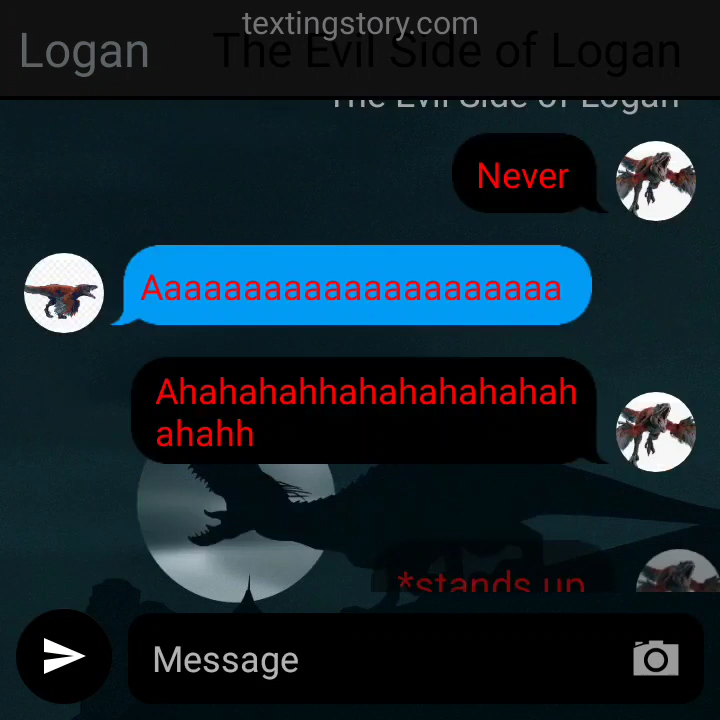 textingstory.com
Logan The Evil Side of Logan
The Evil Side of Logan
Never
Aaaaaaaaaaaaaaaaaaaaa
Ahahahahhahahahahahah
ahahh
*stands up
Message